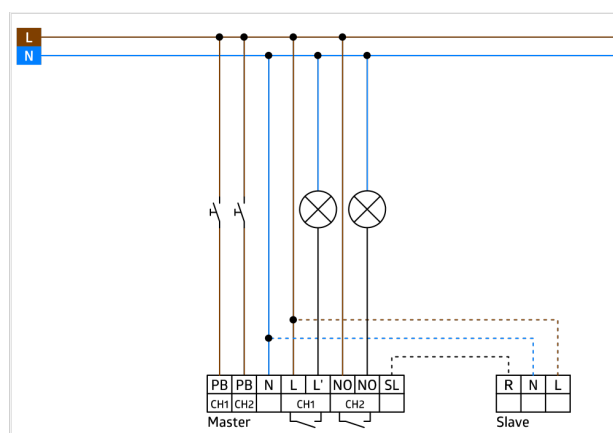 L
N
PB PB N L L' NO NO SL
CH1 CH2 CH1 CH2
Master
R N L
Slave